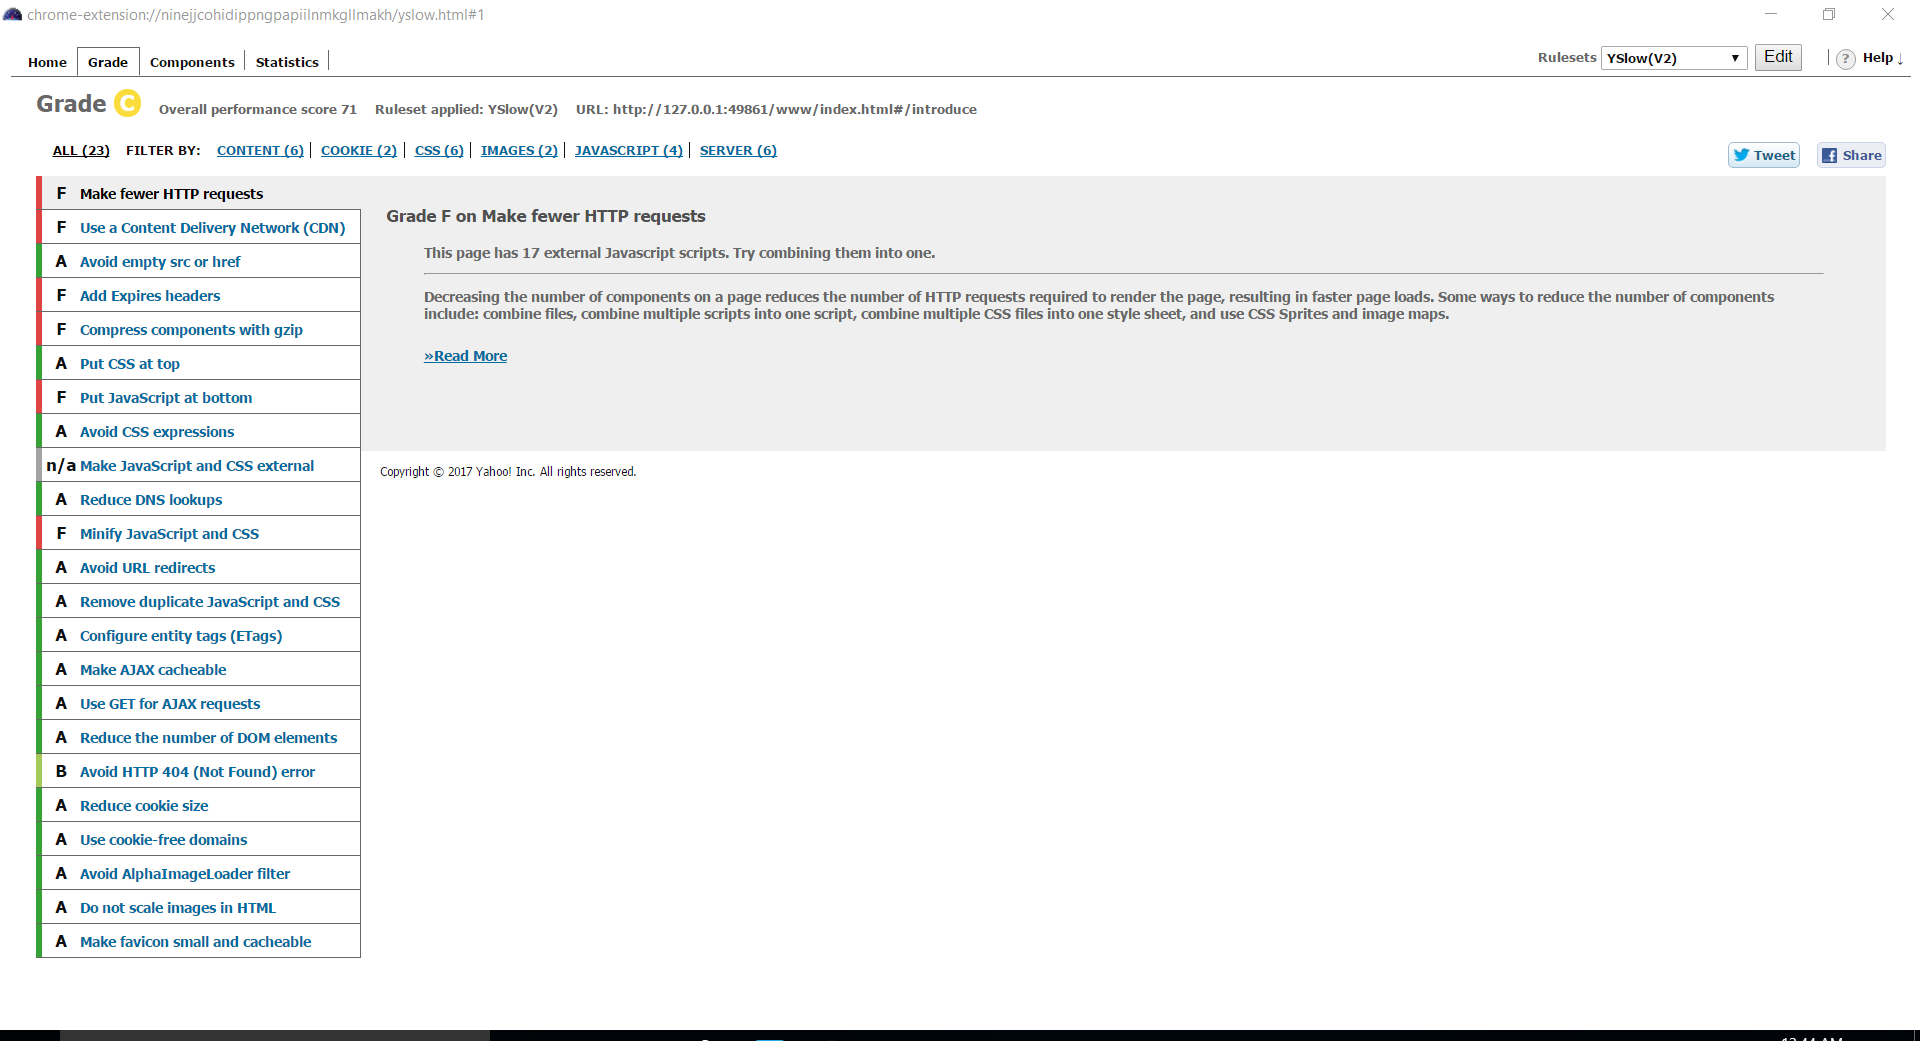 chrome-extension://ninejjcohidippngpapiilnmkgllmakh/yslow.html#1
Home Grade Components Statistics Rulesets YSlow(V2) Edit ? Help ↓
Grade C Overall performance score 71 Ruleset applied: YSlow(V2) URL: http://127.0.0.1:49861/www/index.html#/introduce
ALL (23) FILTER BY: CONTENT (6) COOKIE (2) CSS (6) IMAGES (2) JAVASCRIPT (4) SERVER (6)
Tweet Share
F Make fewer HTTP requests
F Use a Content Delivery Network (CDN)
A Avoid empty src or href
F Add Expires headers
F Compress components with gzip
A Put CSS at top
F Put JavaScript at bottom
A Avoid CSS expressions
n/a Make JavaScript and CSS external
A Reduce DNS lookups
F Minify JavaScript and CSS
A Avoid URL redirects
A Remove duplicate JavaScript and CSS
A Configure entity tags (ETags)
A Make AJAX cacheable
A Use GET for AJAX requests
A Reduce the number of DOM elements
B Avoid HTTP 404 (Not Found) error
A Reduce cookie size
A Use cookie-free domains
A Avoid AlphaImageLoader filter
A Do not scale images in HTML
A Make favicon small and cacheable
Grade F on Make fewer HTTP requests
This page has 17 external Javascript scripts. Try combining them into one.
Decreasing the number of components on a page reduces the number of HTTP requests required to render the page, resulting in faster page loads. Some ways to reduce the number of components
include: combine files, combine multiple scripts into one script, combine multiple CSS files into one style sheet, and use CSS Sprites and image maps.
»Read More
Copyright © 2017 Yahoo! Inc. All rights reserved.